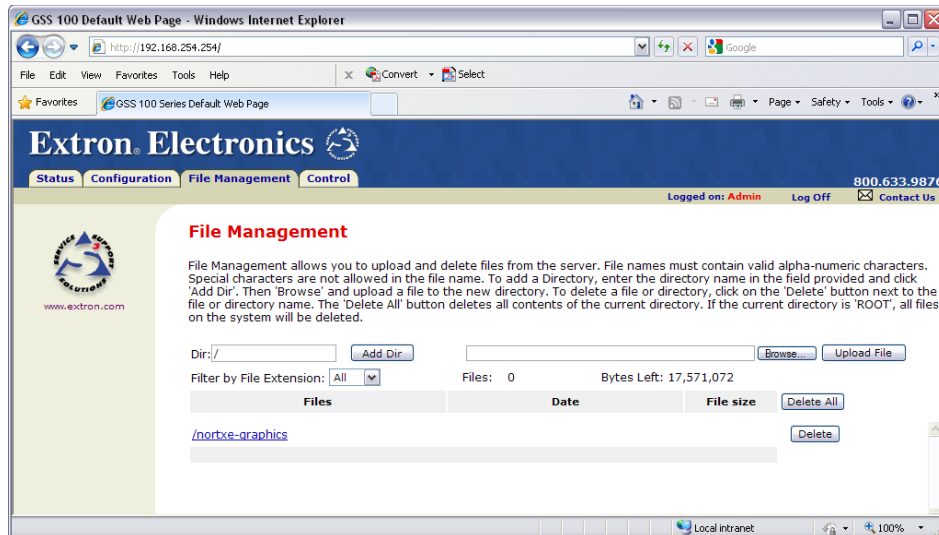 GSS 100 Default Web Page - Windows Internet Explorer
http://192.168.254.254/
Google
File Edit View Favorites Tools Help
x Convert Select
Favorites
GSS 100 Series Default Web Page
Page Safety Tools
Extron® Electronics
Status Configuration File Management Control
800.633.9876
Logged on: Admin Log Off Contact Us
SERVICE SUPPORT SOLUTIONS
S3
www.extron.com
File Management
File Management allows you to upload and delete files from the server. File names must contain valid alpha-numeric characters.
Special characters are not allowed in the file name. To add a Directory, enter the directory name in the field provided and click
'Add Dir'. Then 'Browse' and upload a file to the new directory. To delete a file or directory, click on the 'Delete' button next to the
file or directory name. The 'Delete All' button deletes all contents of the current directory. If the current directory is 'ROOT', all files
on the system will be deleted.
Dir: / Add Dir Browse... Upload File
Filter by File Extension: All Files: 0 Bytes Left: 17,571,072
Files Date File size Delete All
/nortxe-graphics Delete
Local intranet 100%